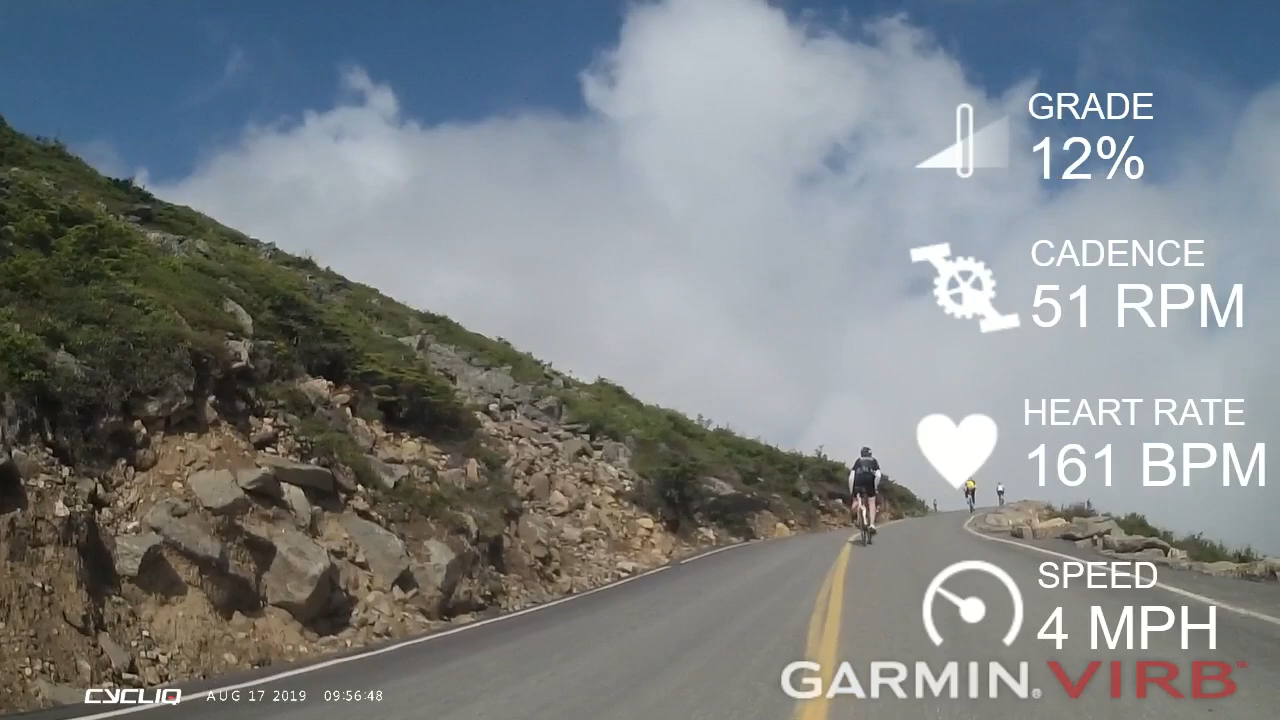 GRADE
12%
CADENCE
51 RPM
HEART RATE
161 BPM
SPEED
4 MPH
GARMIN® VIRB™
CYCLIQ AUG 17 2019 09:56:48